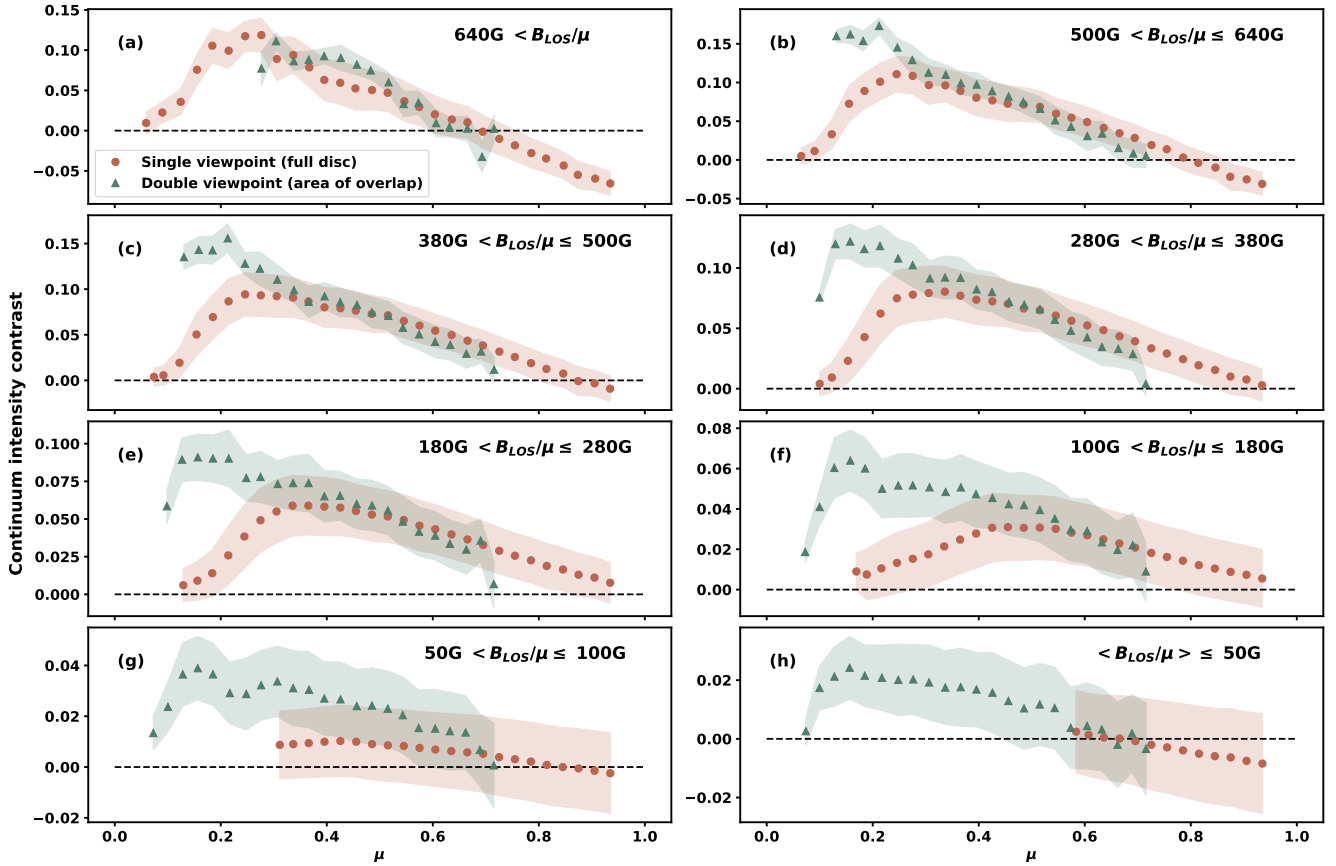 Continuum intensity contrast
(a)
640G < B_LOS/μ
0.15
0.10
0.05
0.00
−0.05
Single viewpoint (full disc)
Double viewpoint (area of overlap)
(b)
500G < B_LOS/μ ≤ 640G
0.15
0.10
0.05
0.00
−0.05
(c)
380G < B_LOS/μ ≤ 500G
0.15
0.10
0.05
0.00
(d)
280G < B_LOS/μ ≤ 380G
0.10
0.05
0.00
(e)
180G < B_LOS/μ ≤ 280G
0.100
0.075
0.050
0.025
0.000
(f)
100G < B_LOS/μ ≤ 180G
0.08
0.06
0.04
0.02
0.00
(g)
50G < B_LOS/μ ≤ 100G
0.04
0.02
0.00
−0.02
0.0 0.2 0.4 0.6 0.8 1.0
μ
(h)
< B_LOS/μ > ≤ 50G
0.02
0.00
−0.02
0.0 0.2 0.4 0.6 0.8 1.0
μ